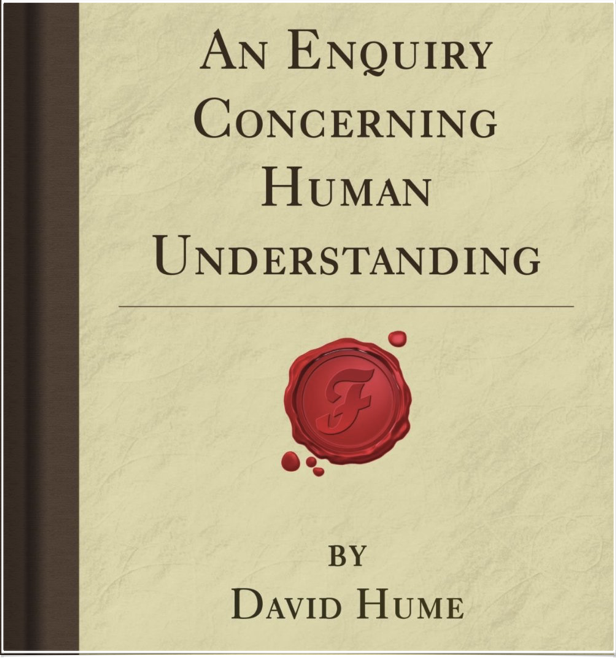 An Enquiry
Concerning
Human
Understanding
F
by
David Hume